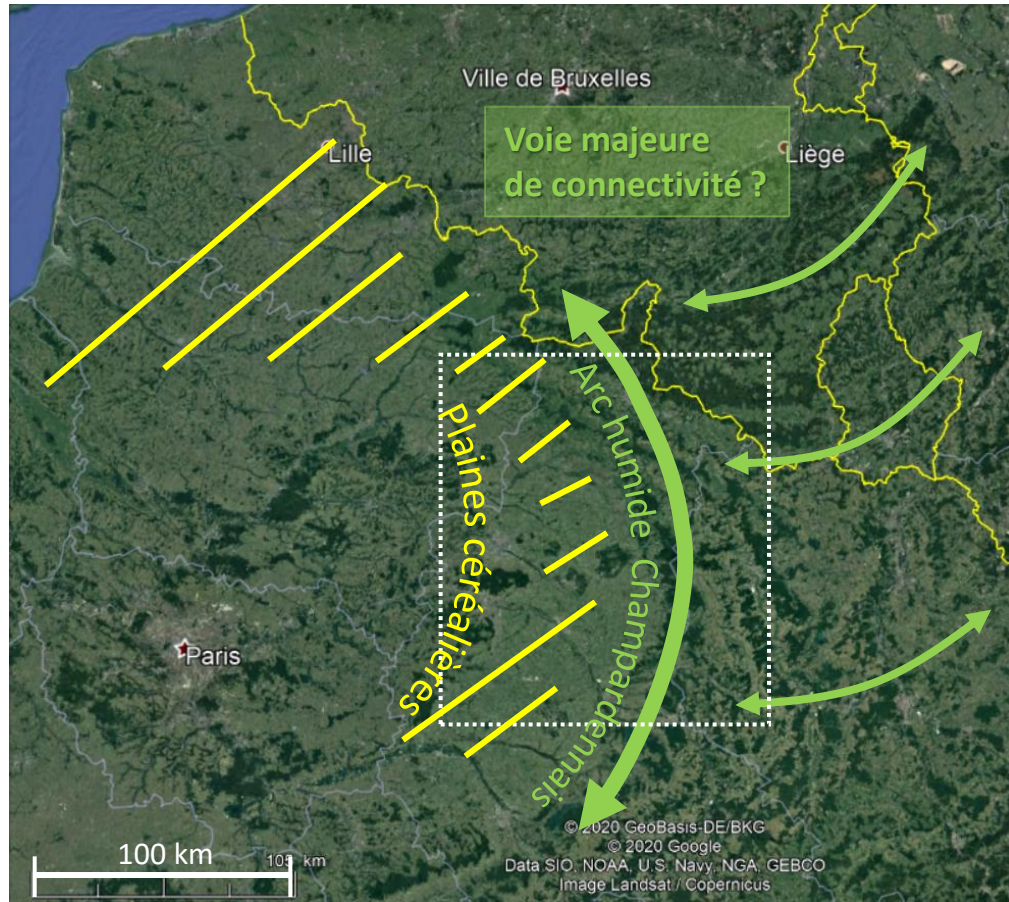 Ville de Bruxelles
Voie majeure
de connectivité ?
Lille
Liège
Arc humide Champardennais
Plaines céréalières
Paris
100 km
105 km
© 2020 GeoBasis-DE/BKG
© 2020 Google
Data SIO, NOAA, U.S. Navy, NGA, GEBCO
Image Landsat / Copernicus